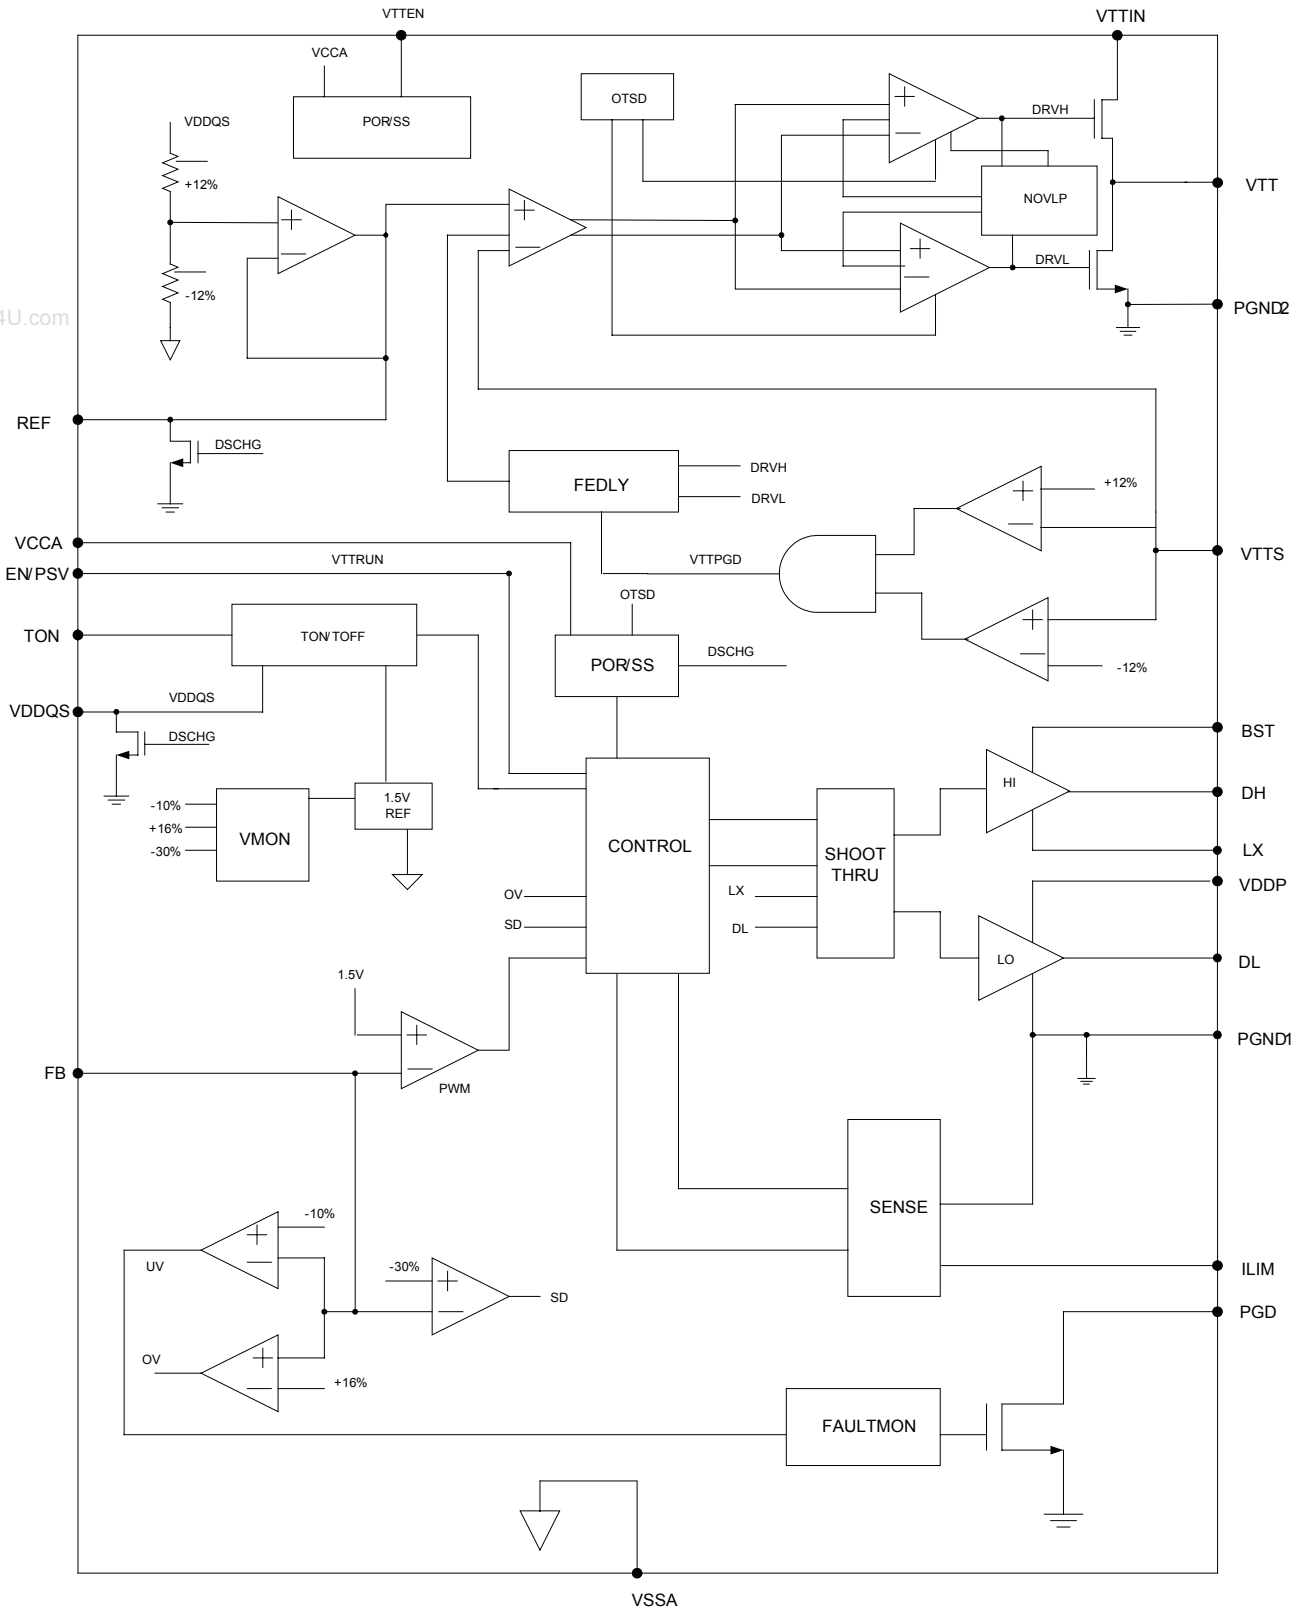 VTTEN
VTTIN
VCCA
POR/SS
OTSD
VDDQS
+12%
-12%
+
—
+
—
+
—
+
—
DRVH
NOVLP
DRVL
VTT
PGND2
4U.com
REF
DSCHG
FEDLY
DRVH
DRVL
+
—
+12%
VCCA
EN/PSV
VTTRUN
VTTPGD
VTTS
TON
TON/TOFF
OTSD
POR/SS
DSCHG
+
—
-12%
VDDQS
VDDQS
DSCHG
BST
HI
DH
LX
-10%
+16%
-30%
VMON
1.5V
REF
CONTROL
SHOOT
THRU
OV
SD
LX
DL
VDDP
LO
DL
1.5V
+
—
PWM
PGND1
FB
SENSE
-10%
+
—
UV
-30%
+
—
SD
ILIM
OV
+
—
+16%
PGD
FAULTMON
VSSA